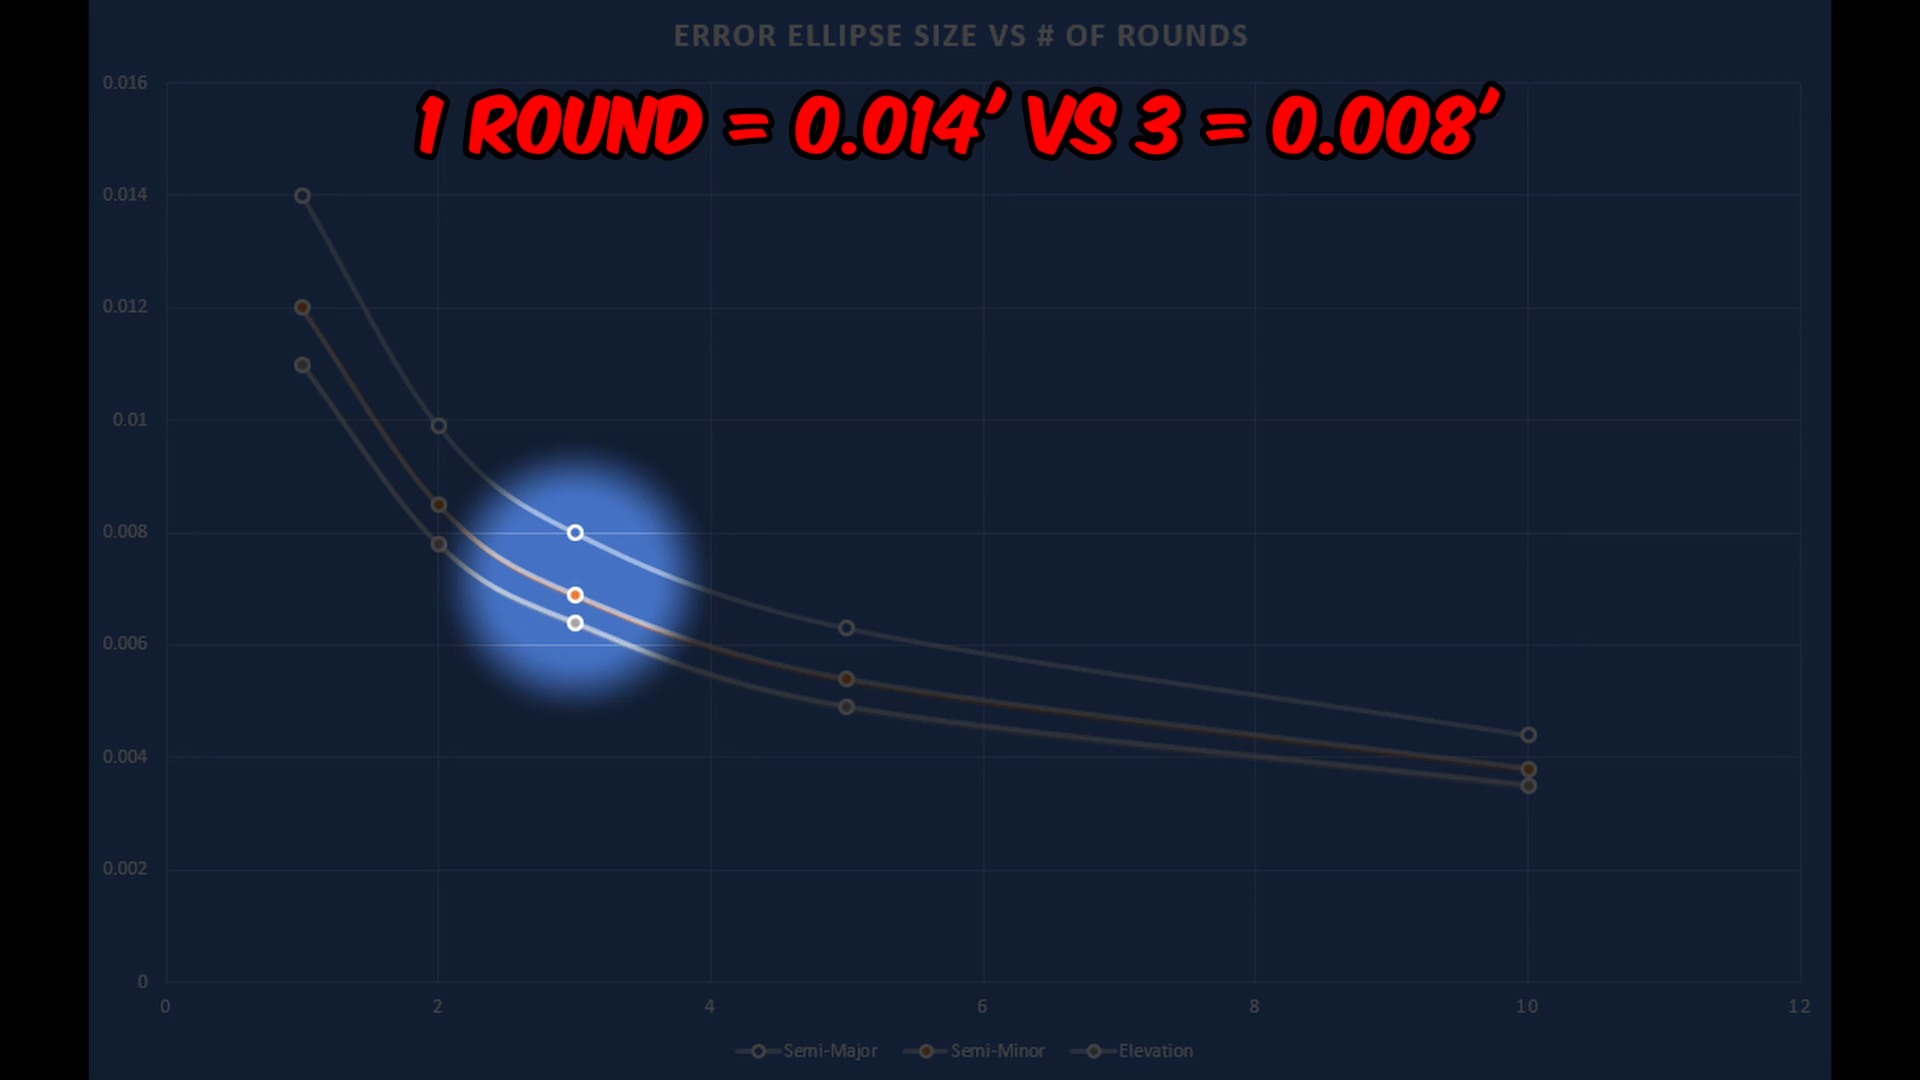 ERROR ELLIPSE SIZE VS # OF ROUNDS
1 ROUND = 0.014' VS 3 = 0.008'
0.016
0.014
0.012
0.01
0.008
0.006
0.004
0.002
0
0 2 4 6 8 10 12
Semi-Major Semi-Minor Elevation